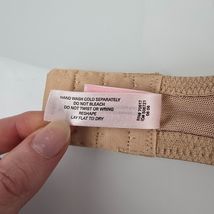 HAND WASH COLD SEPARATELY
DO NOT BLEACH
DO NOT TWIST OR WRING
RESHAPE
LAY FLAT TO DRY